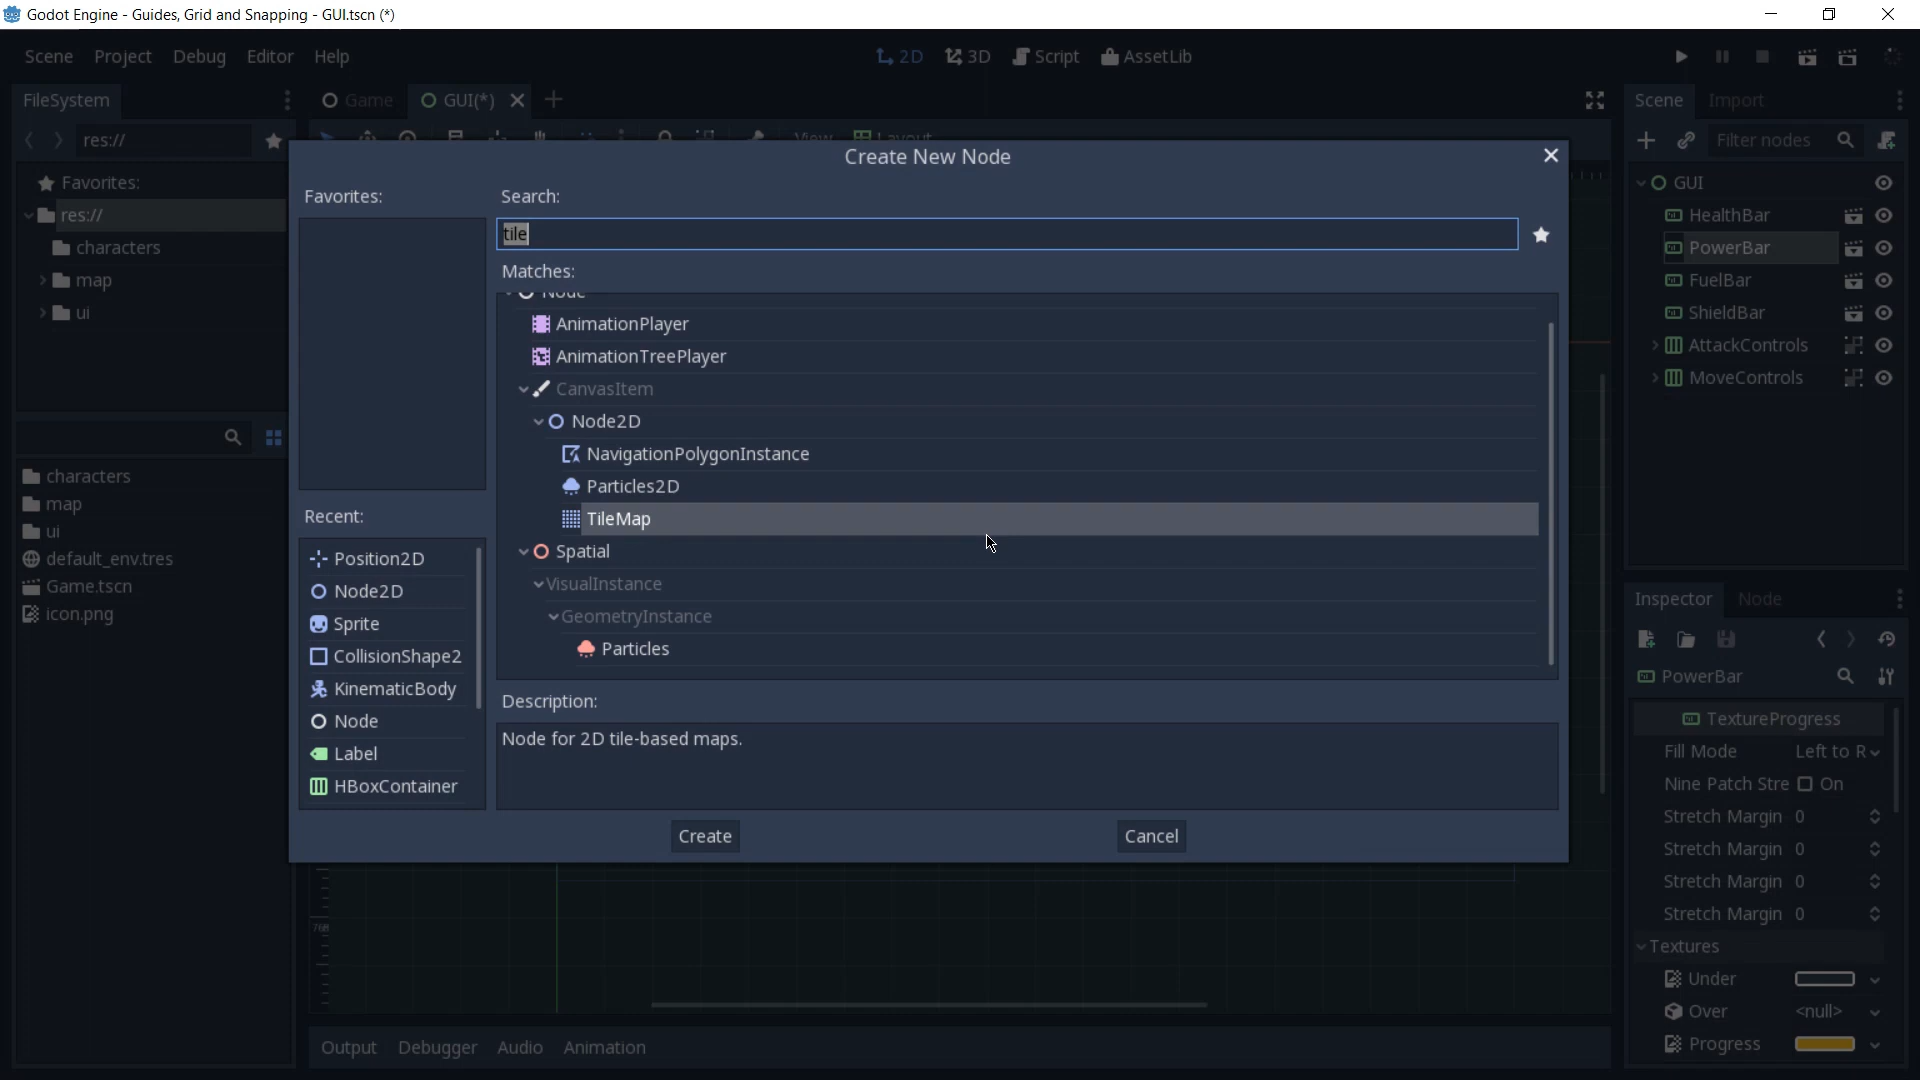 Godot Engine - Guides, Grid and Snapping - GUI.tscn (*)
Scene Project Debug Editor Help
2D 3D Script AssetLib
FileSystem
Game GUI(*)
Scene Import
res://
View Layout
Filter nodes
Favorites:
res://
characters
map
ui
characters
map
ui
default_env.tres
Game.tscn
icon.png
Create New Node
Favorites:
Recent:
Position2D
Node2D
Sprite
CollisionShape2
KinematicBody
Node
Label
HBoxContainer
Search:
tile
Matches:
Node
AnimationPlayer
AnimationTreePlayer
CanvasItem
Node2D
NavigationPolygonInstance
Particles2D
TileMap
Spatial
VisualInstance
GeometryInstance
Particles
Description:
Node for 2D tile-based maps.
Create Cancel
Output Debugger Audio Animation
GUI
HealthBar
PowerBar
FuelBar
ShieldBar
AttackControls
MoveControls
Inspector Node
PowerBar
TextureProgress
Fill Mode Left to R
Nine Patch Stre On
Stretch Margin 0
Stretch Margin 0
Stretch Margin 0
Stretch Margin 0
Textures
Under
Over <null>
Progress